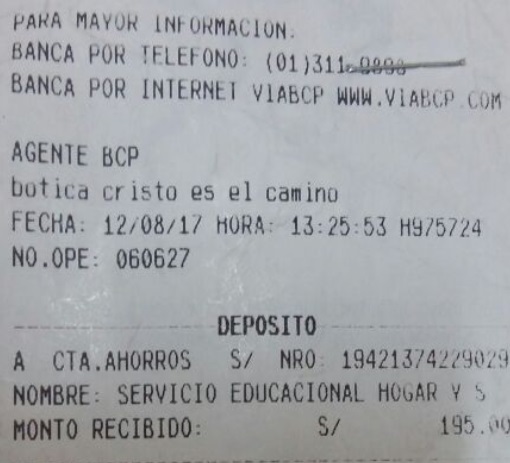 PARA MAYOR INFORMACION.
BANCA POR TELEFONO: (01)311-9898
BANCA POR INTERNET VIABCP WWW.VIABCP.COM
AGENTE BCP
botica cristo es el camino
FECHA: 12/08/17 HORA: 13:25:53 H975724
NO.OPE: 060627
DEPOSITO
A CTA.AHORROS S/ NRO: 19421374229029
NOMBRE: SERVICIO EDUCACIONAL HOGAR Y S
MONTO RECIBIDO: S/ 195.00